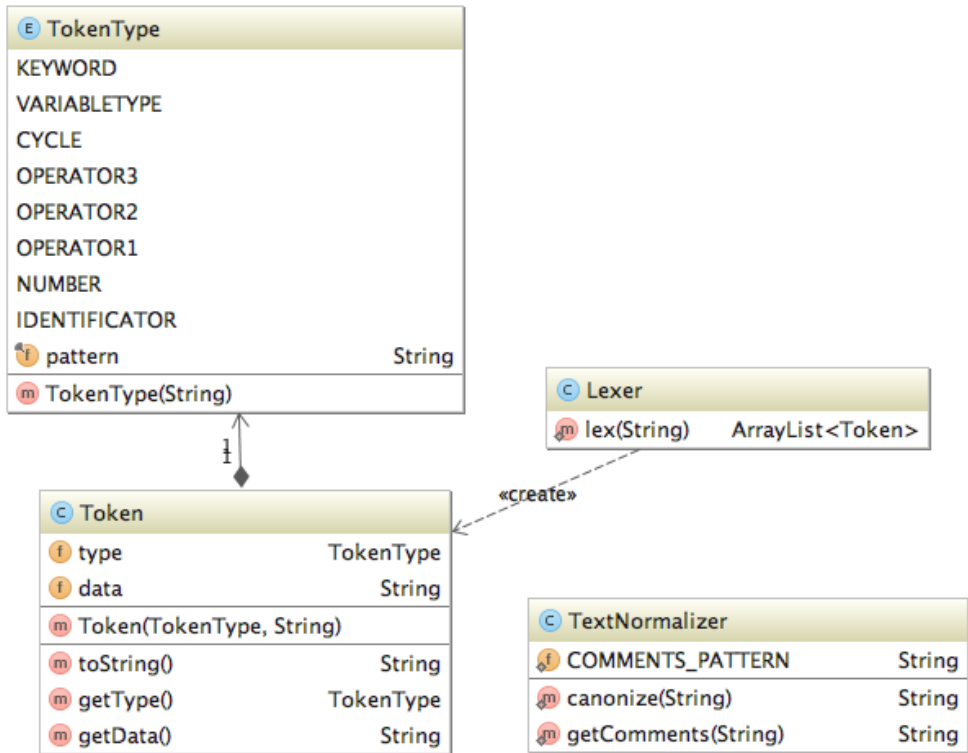 E TokenType
KEYWORD
VARIABLETYPE
CYCLE
OPERATOR3
OPERATOR2
OPERATOR1
NUMBER
IDENTIFICATOR
f pattern String
m TokenType(String)
1
1
C Lexer
m lex(String) ArrayList<Token>
«create»
C Token
f type TokenType
f data String
m Token(TokenType, String)
m toString() String
m getType() TokenType
m getData() String
C TextNormalizer
f COMMENTS_PATTERN String
m canonize(String) String
m getComments(String) String